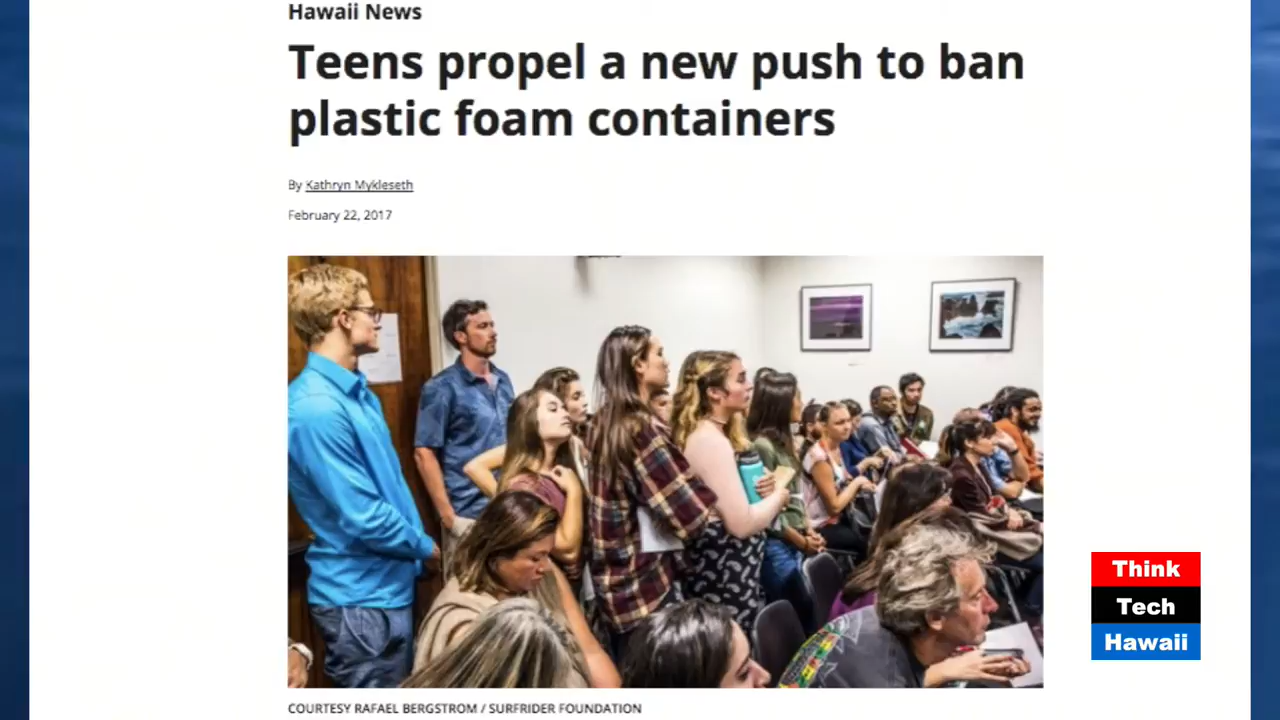 Hawaii News
Teens propel a new push to ban
plastic foam containers
By Kathryn Mykleseth
February 22, 2017
Think
Tech
Hawaii
COURTESY RAFAEL BERGSTROM / SURFRIDER FOUNDATION